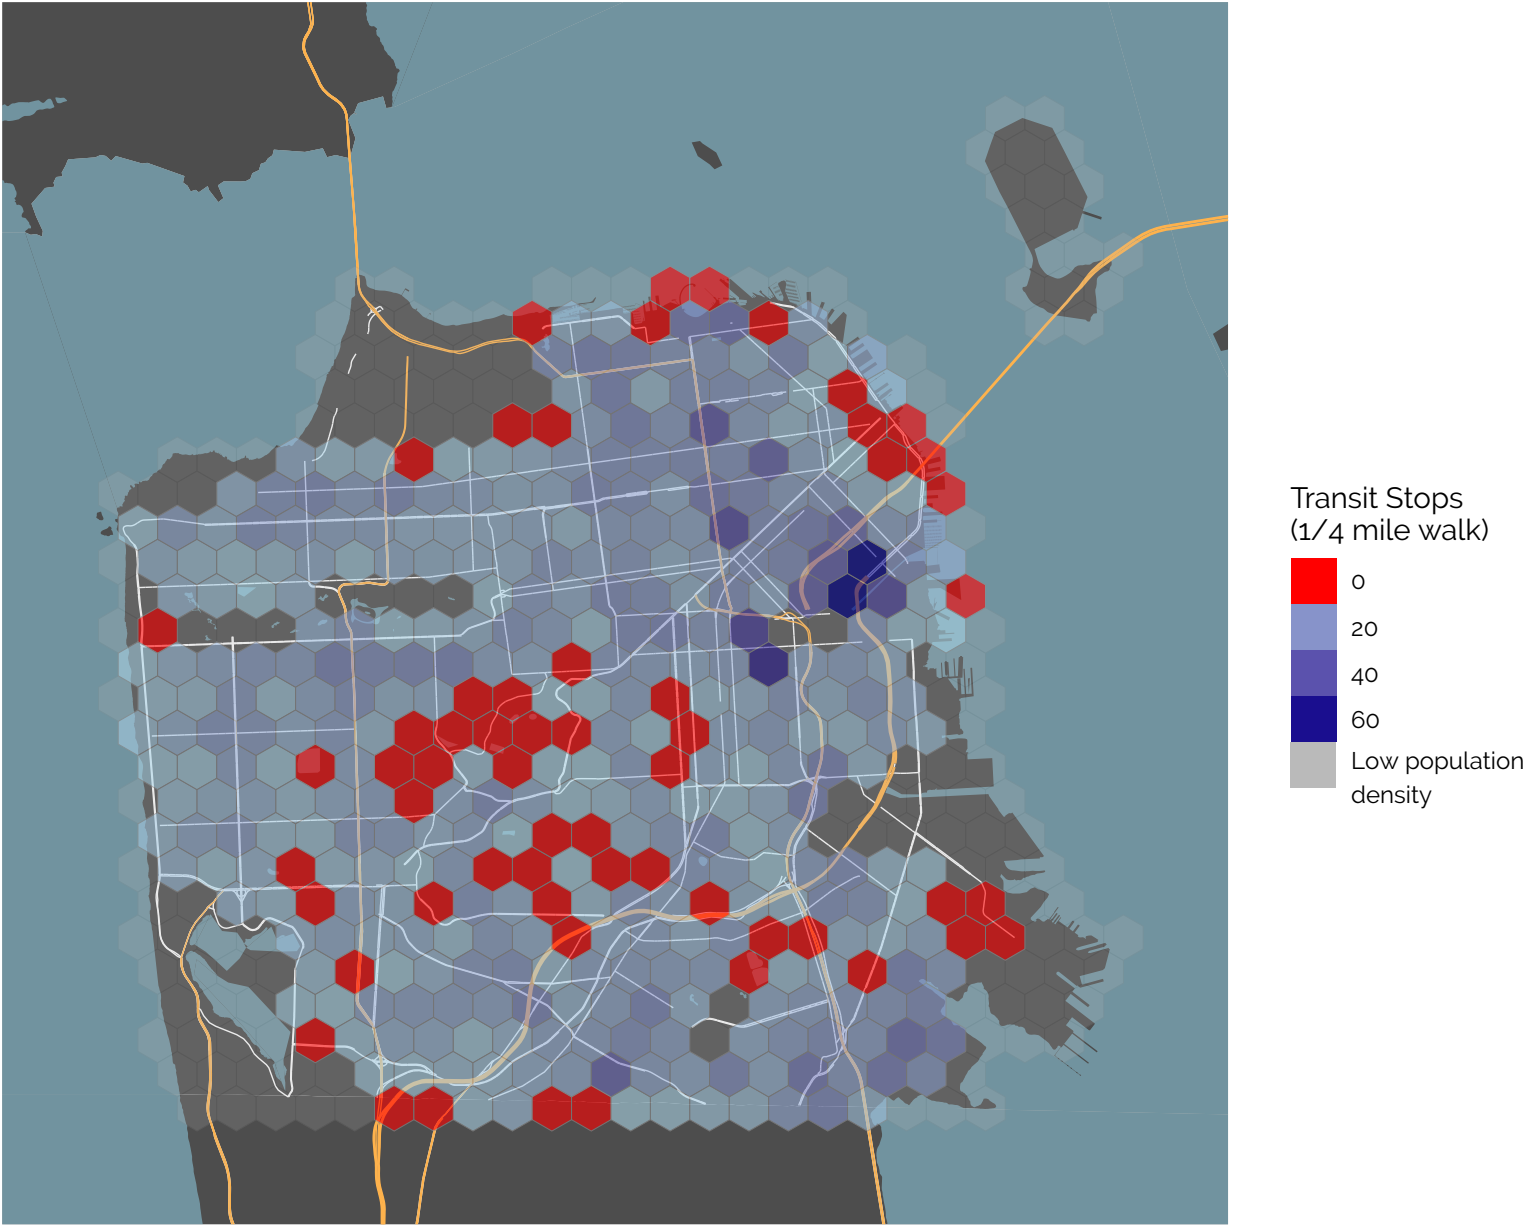 Transit Stops
(1/4 mile walk)
0
20
40
60
Low population
density